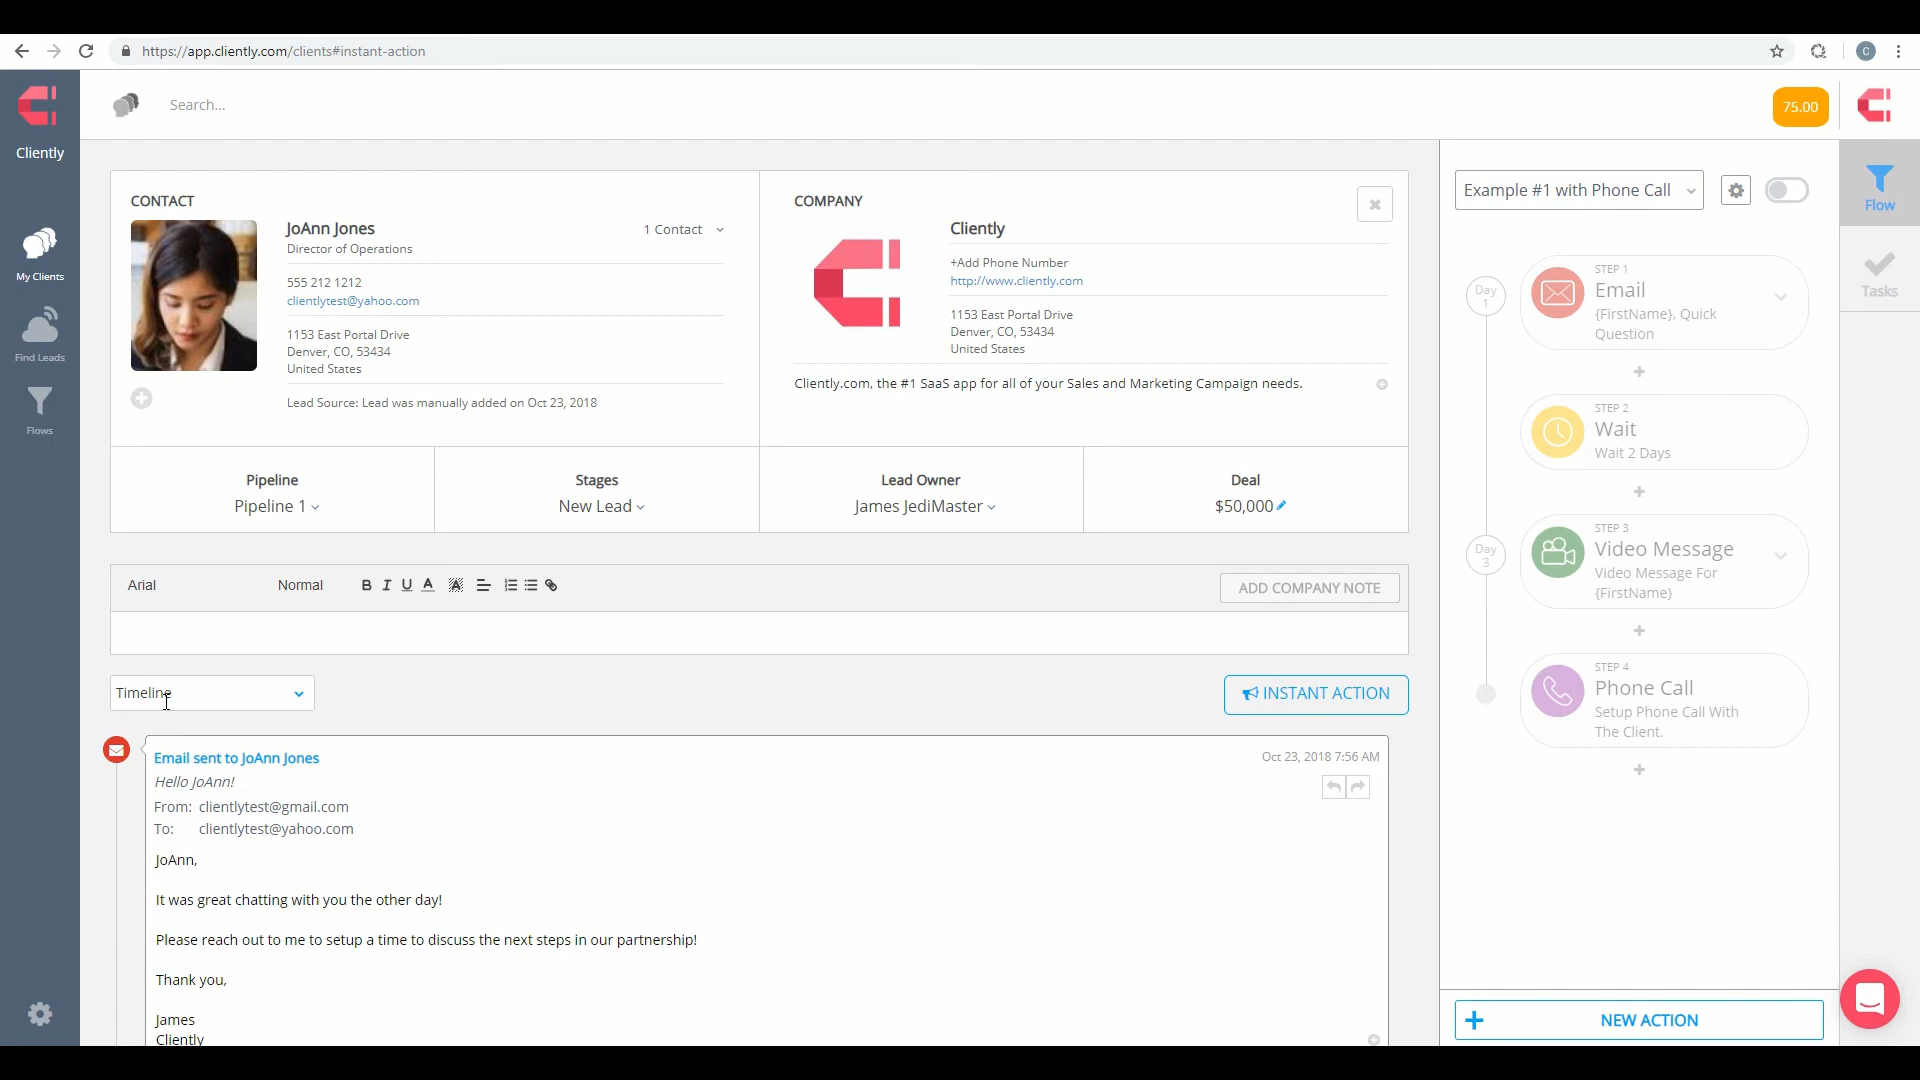 https://app.cliently.com/clients#instant-action
C
Cliently
Search...
75.00
My Clients
Find Leads
Flows
CONTACT
JoAnn Jones
1 Contact
Director of Operations
555 212 1212
clientlytest@yahoo.com
1153 East Portal Drive
Denver, CO, 53434
United States
Lead Source: Lead was manually added on Oct 23, 2018
COMPANY
Cliently
+Add Phone Number
http://www.cliently.com
1153 East Portal Drive
Denver, CO, 53434
United States
Cliently.com, the #1 SaaS app for all of your Sales and Marketing Campaign needs.
Pipeline
Pipeline 1
Stages
New Lead
Lead Owner
James JediMaster
Deal
$50,000
Arial
Normal
B I U A A
ADD COMPANY NOTE
Timeline
INSTANT ACTION
Email sent to JoAnn Jones
Oct 23, 2018 7:56 AM
Hello JoAnn!
From: clientlytest@gmail.com
To: clientlytest@yahoo.com
JoAnn,
It was great chatting with you the other day!
Please reach out to me to setup a time to discuss the next steps in our partnership!
Thank you,
James
Cliently
Example #1 with Phone Call
Flow
Tasks
Day
1
STEP 1
Email
{FirstName}, Quick
Question
STEP 2
Wait
Wait 2 Days
Day
3
STEP 3
Video Message
Video Message For
{FirstName}
STEP 4
Phone Call
Setup Phone Call With
The Client.
NEW ACTION